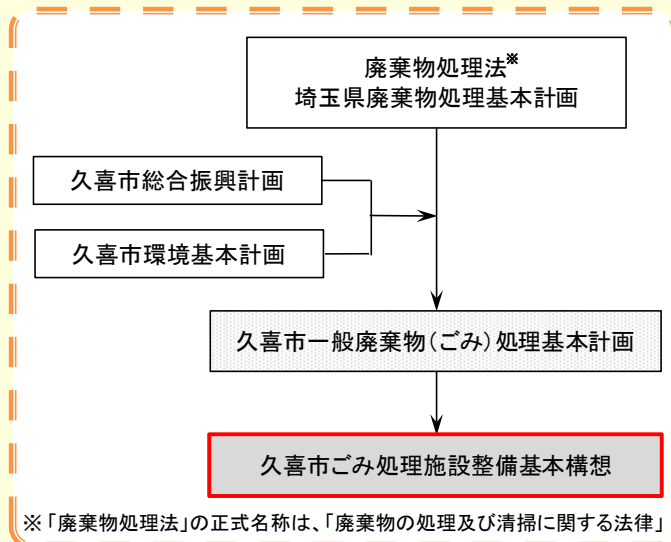 廃棄物処理法※
埼玉県廃棄物処理基本計画
久喜市総合振興計画
久喜市環境基本計画
久喜市一般廃棄物(ごみ)処理基本計画
久喜市ごみ処理施設整備基本構想
※「廃棄物処理法」の正式名称は、「廃棄物の処理及び清掃に関する法律」